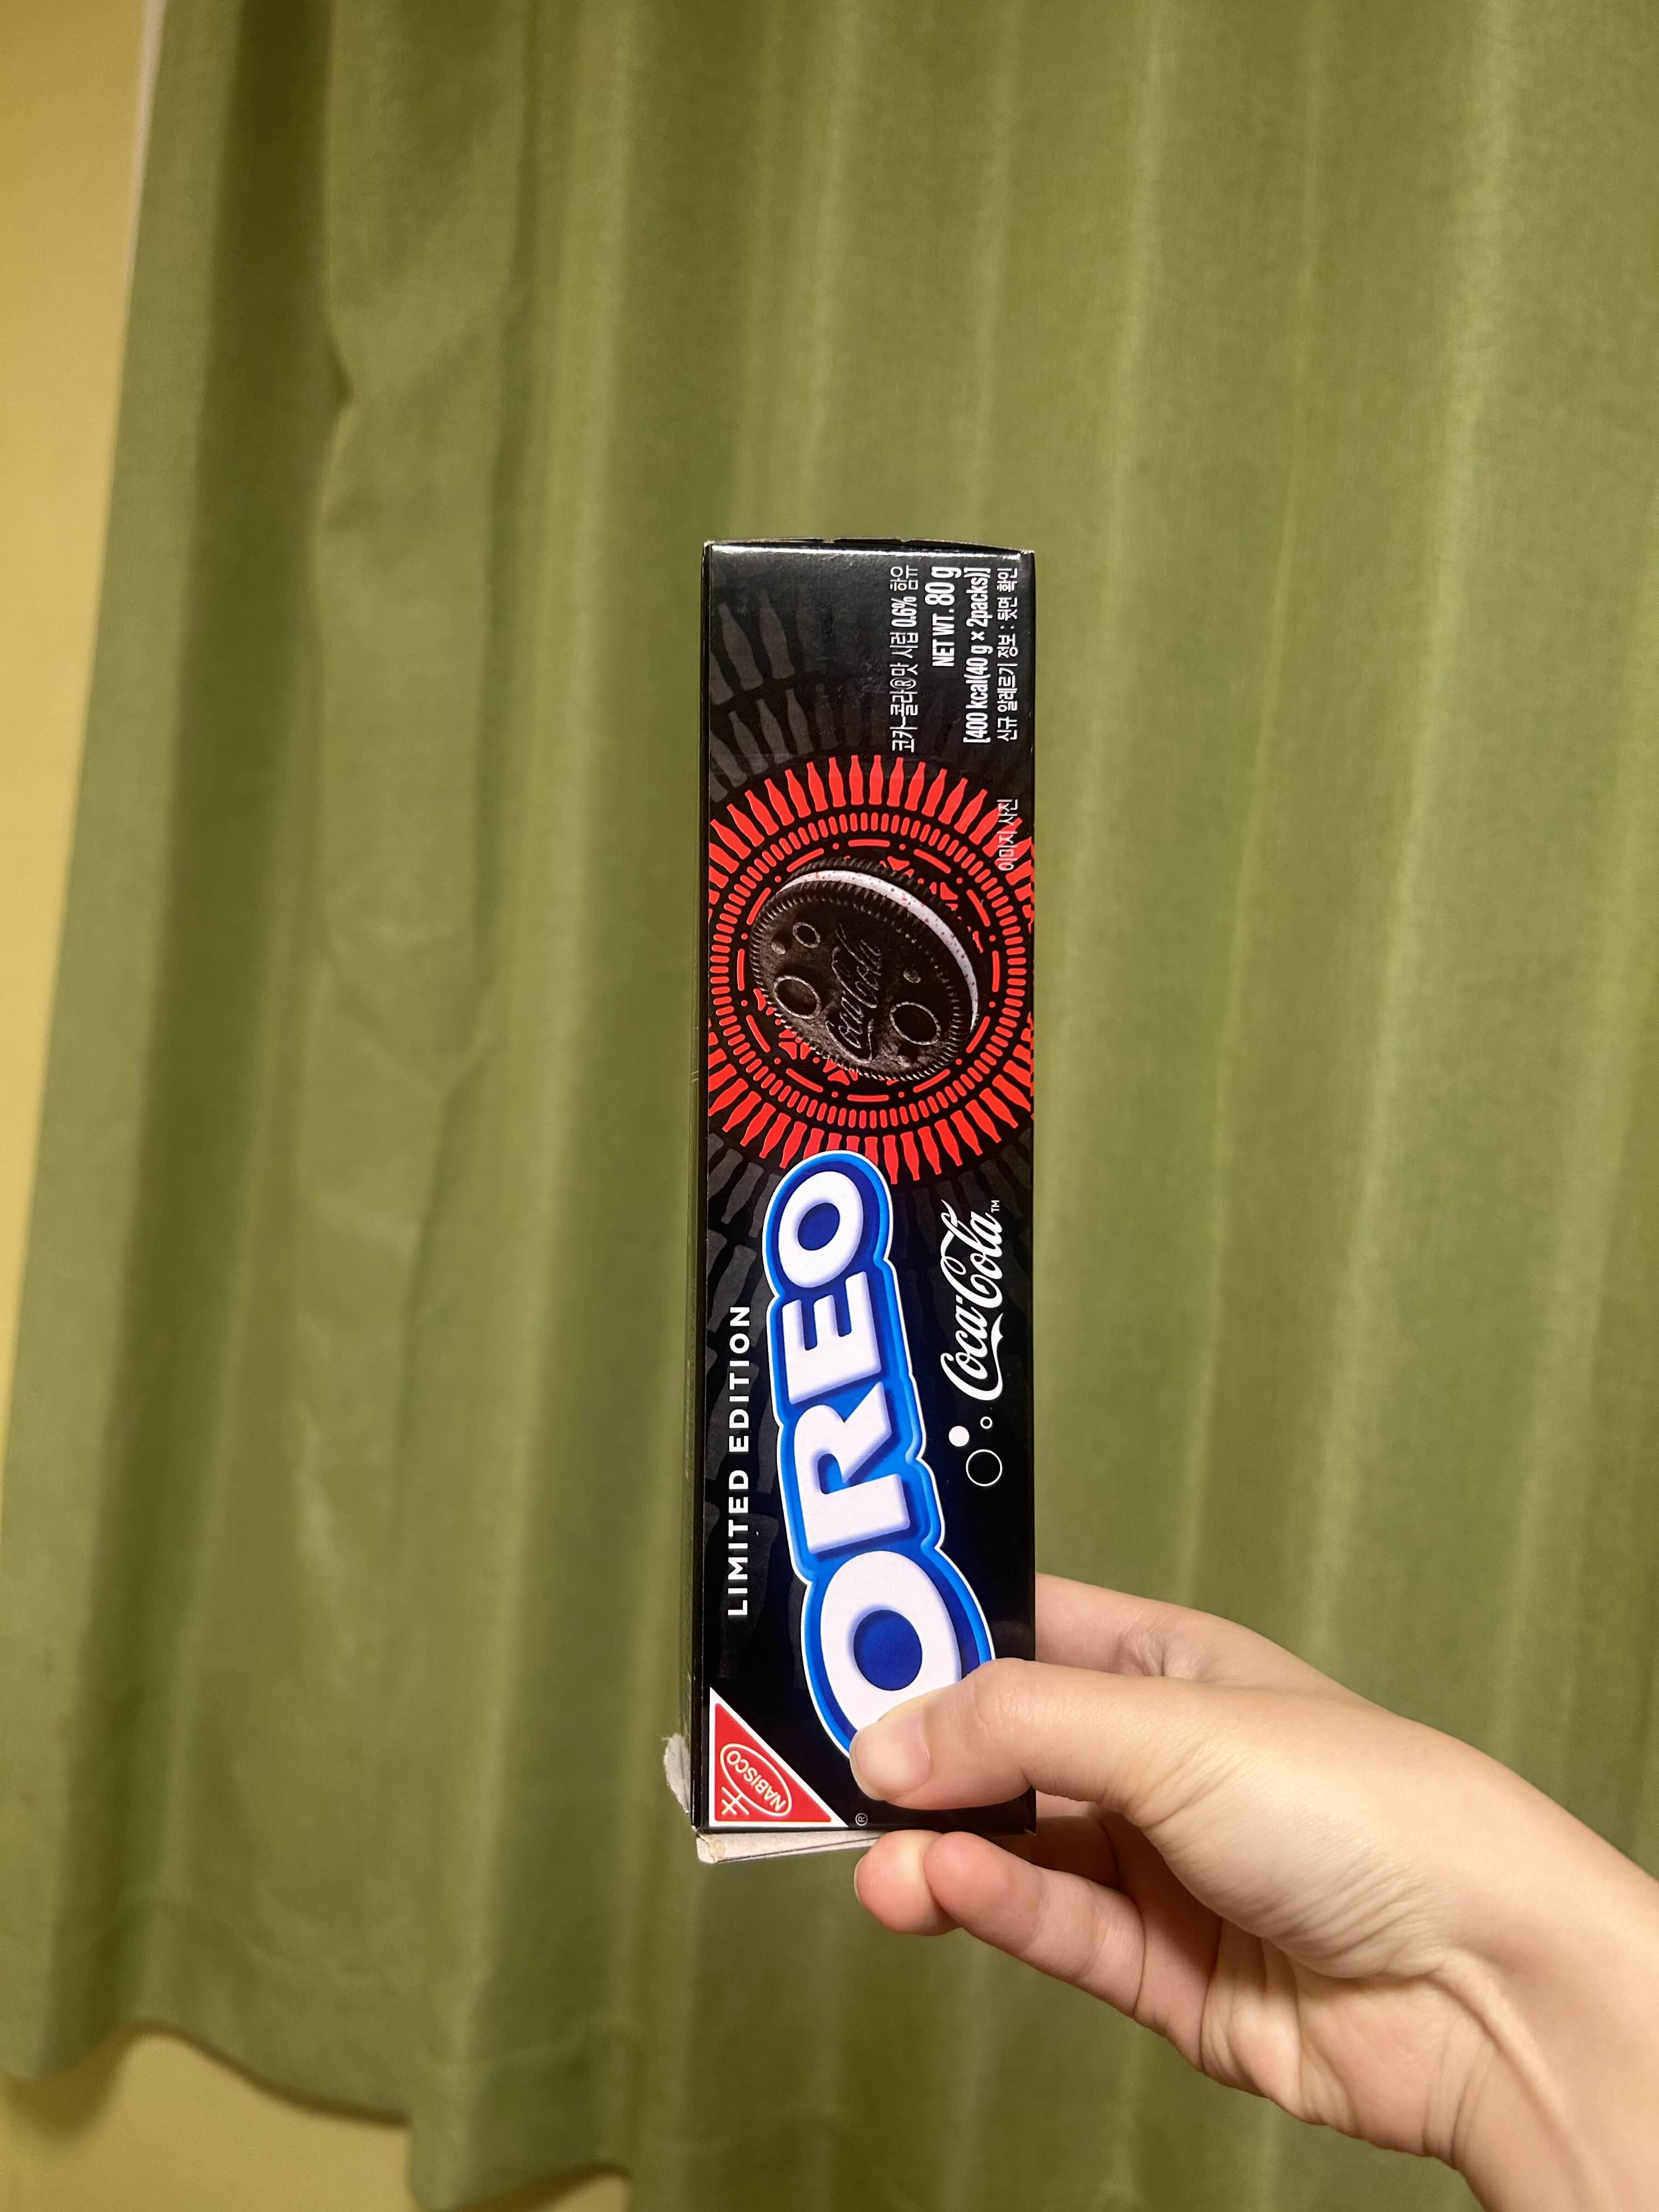 LIMITED EDITION
OREO
Coca-Cola™
NABISCO
®
Coca-Cola
코카-콜라®맛 시럽 0.6% 함유
NET WT. 80 g
[400 kcal(40 g × 2packs)]
신규 알레르기 정보 : 뒷면 확인
이미지 사진